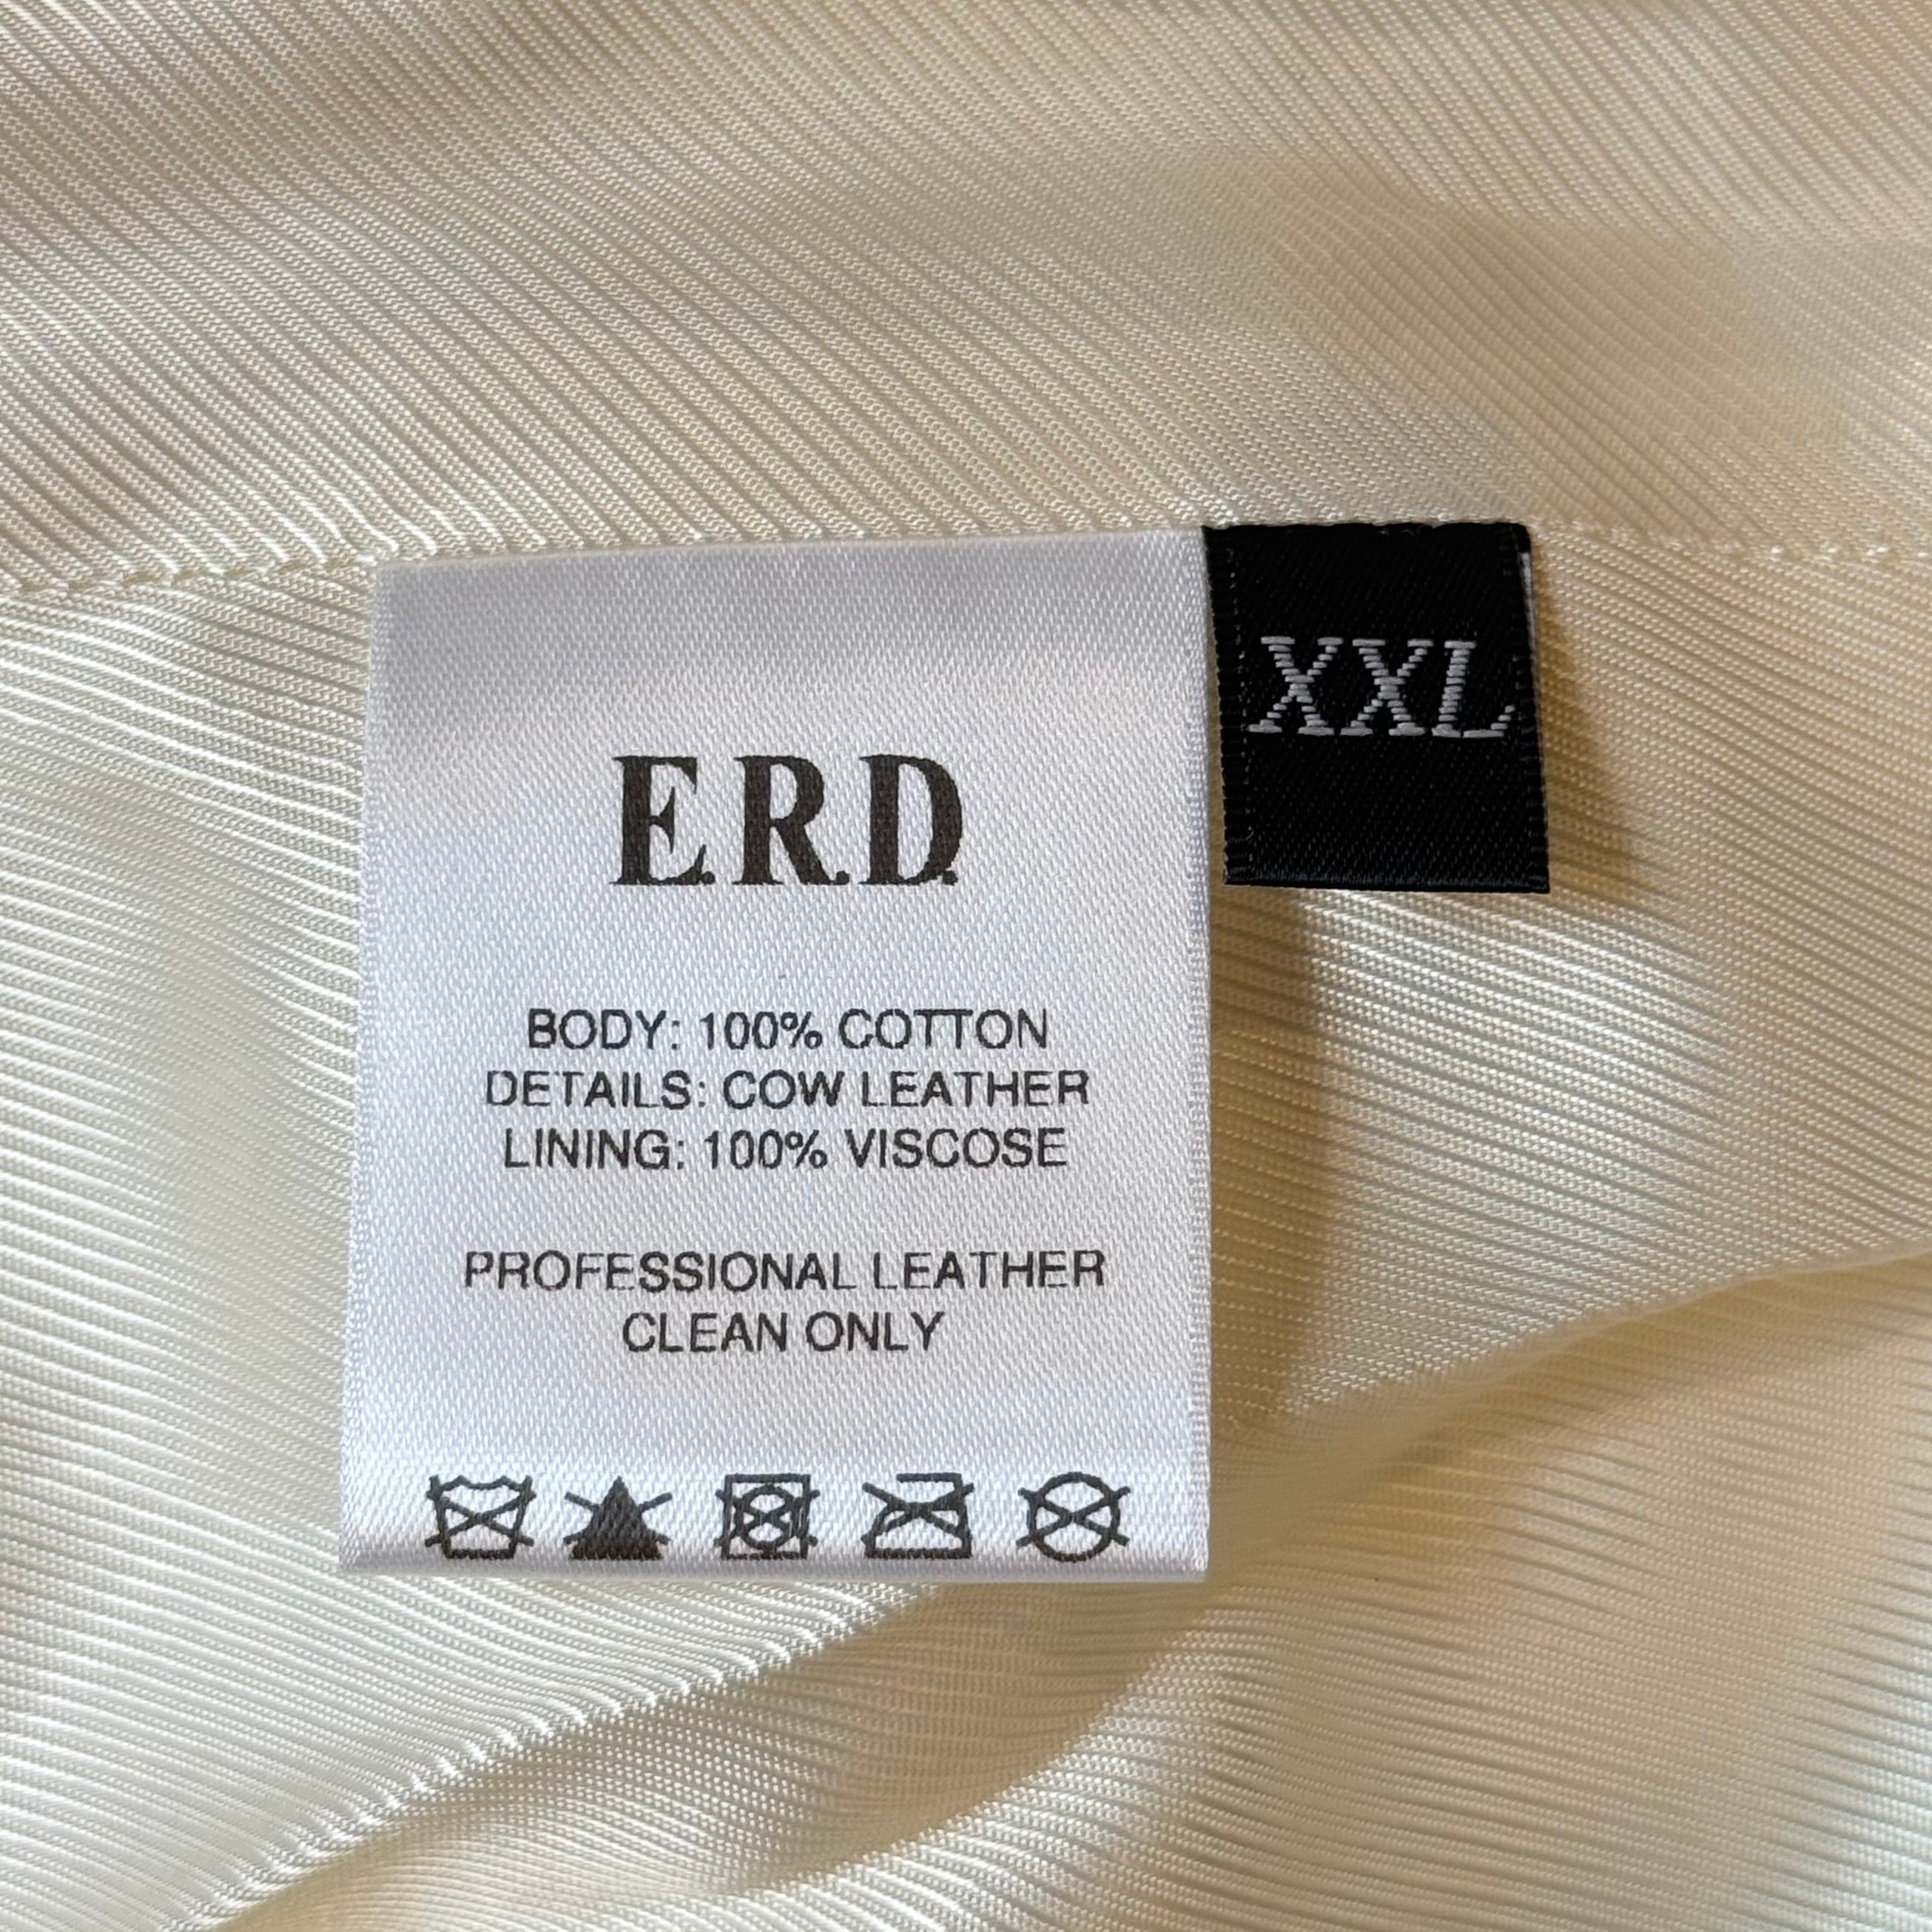 E.R.D.
XXL
BODY: 100% COTTON
DETAILS: COW LEATHER
LINING: 100% VISCOSE
PROFESSIONAL LEATHER
CLEAN ONLY